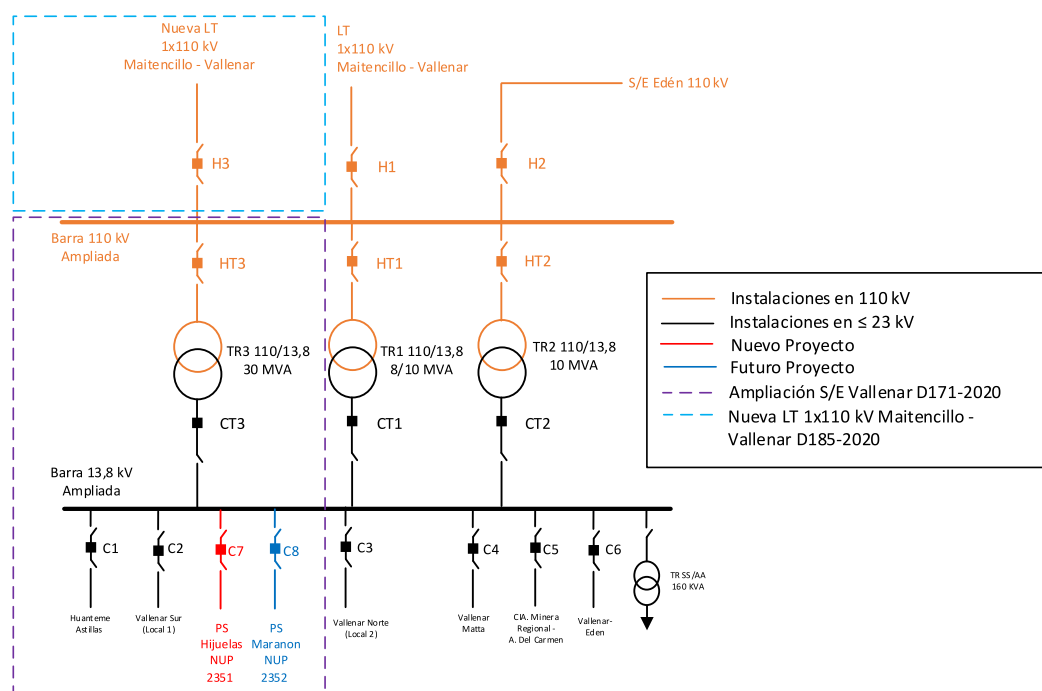 Nueva LT
1x110 kV
Maitencillo - Vallenar
LT
1x110 kV
Maitencillo - Vallenar
S/E Edén 110 kV
H3
H1
H2
Barra 110 kV
Ampliada
HT3
HT1
HT2
TR3 110/13,8
30 MVA
TR1 110/13,8
8/10 MVA
TR2 110/13,8
10 MVA
CT3
CT1
CT2
Instalaciones en 110 kV
Instalaciones en ≤ 23 kV
Nuevo Proyecto
Futuro Proyecto
Ampliación S/E Vallenar D171-2020
Nueva LT 1x110 kV Maitencillo -
Vallenar D185-2020
Barra 13,8 kV
Ampliada
C1
C2
C7
C8
C3
C4
C5
C6
TR SS/AA
160 KVA
Huanteme
Astillas
Vallenar Sur
(Local 1)
PS
Hijuelas
NUP
2351
PS
Maranon
NUP
2352
Vallenar Norte
(Local 2)
Vallenar
Matta
CIA. Minera
Regional -
A. Del Carmen
Vallenar-
Eden